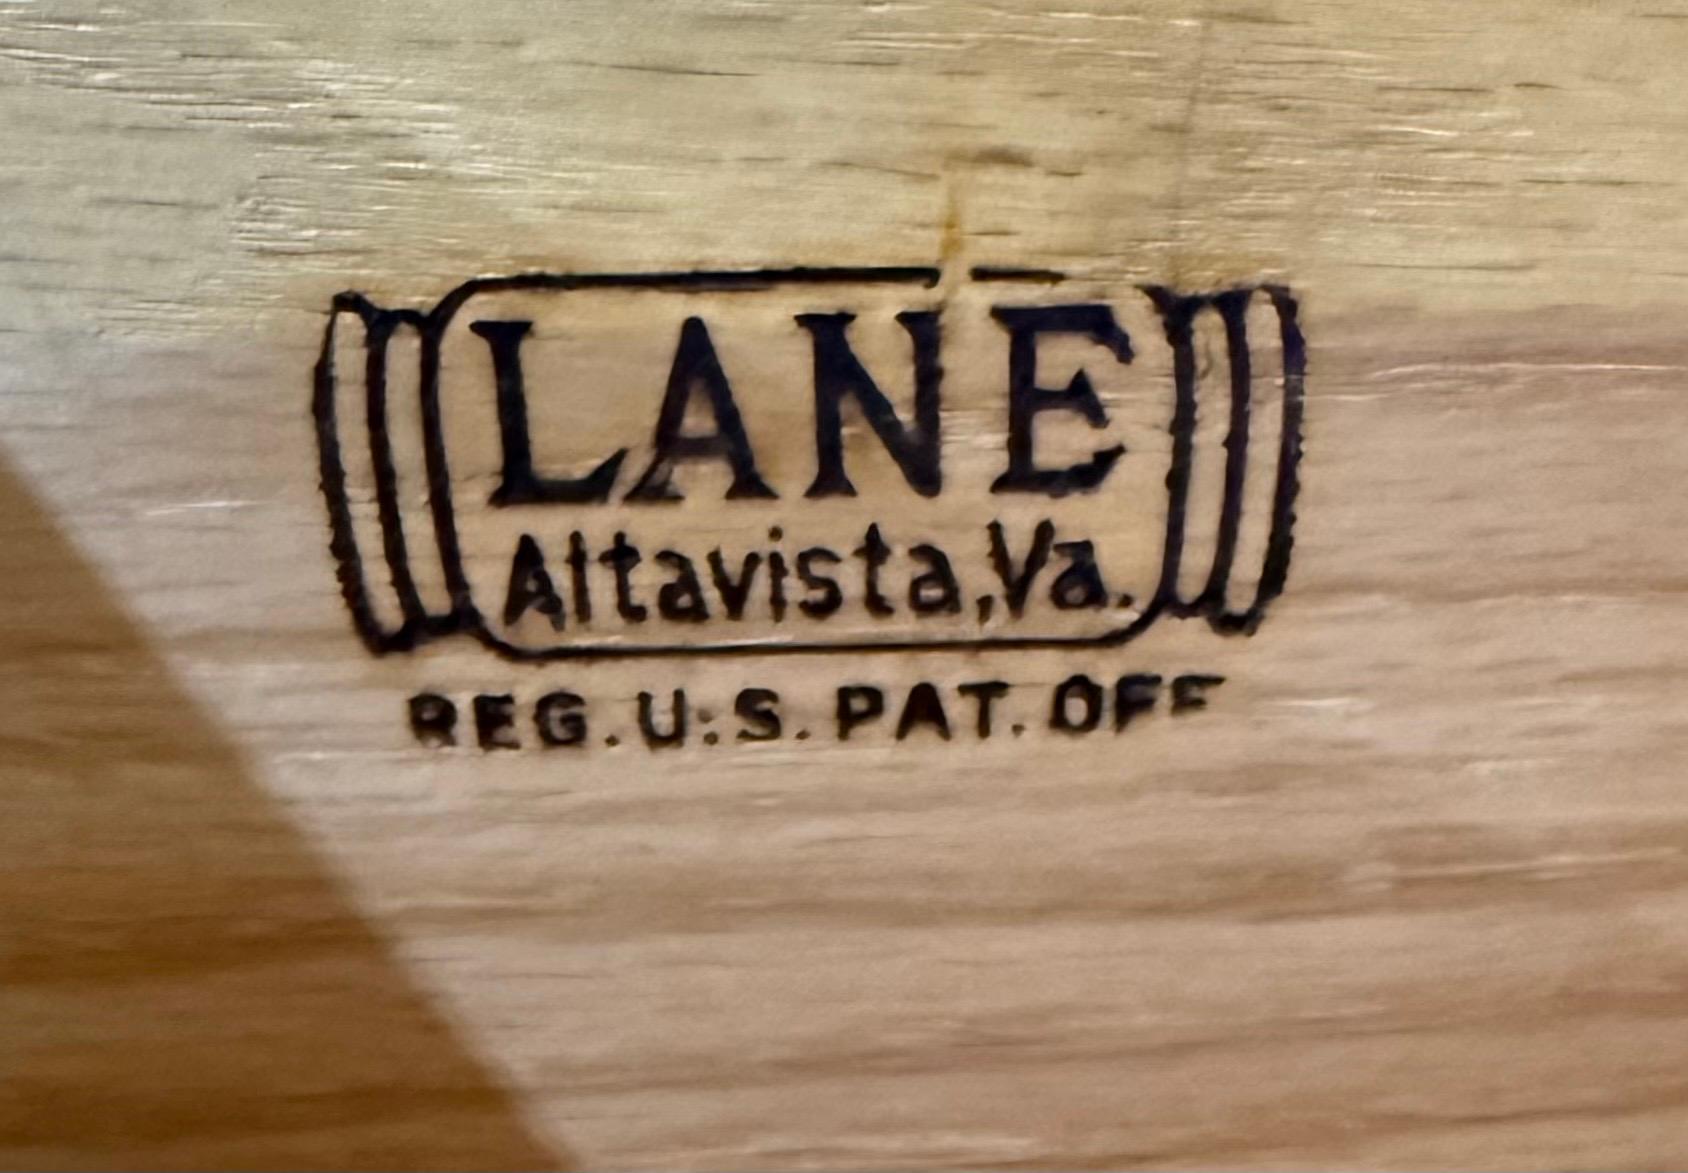 LANE
Altavista, Va.
REG. U.S. PAT. OFF